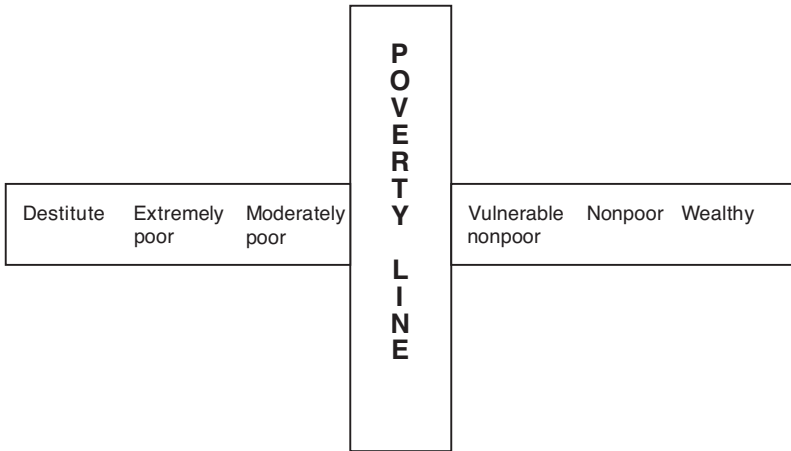 P
O
V
E
R
T
Y
L
I
N
E
Destitute
Extremely
poor
Moderately
poor
Vulnerable
nonpoor
Nonpoor
Wealthy